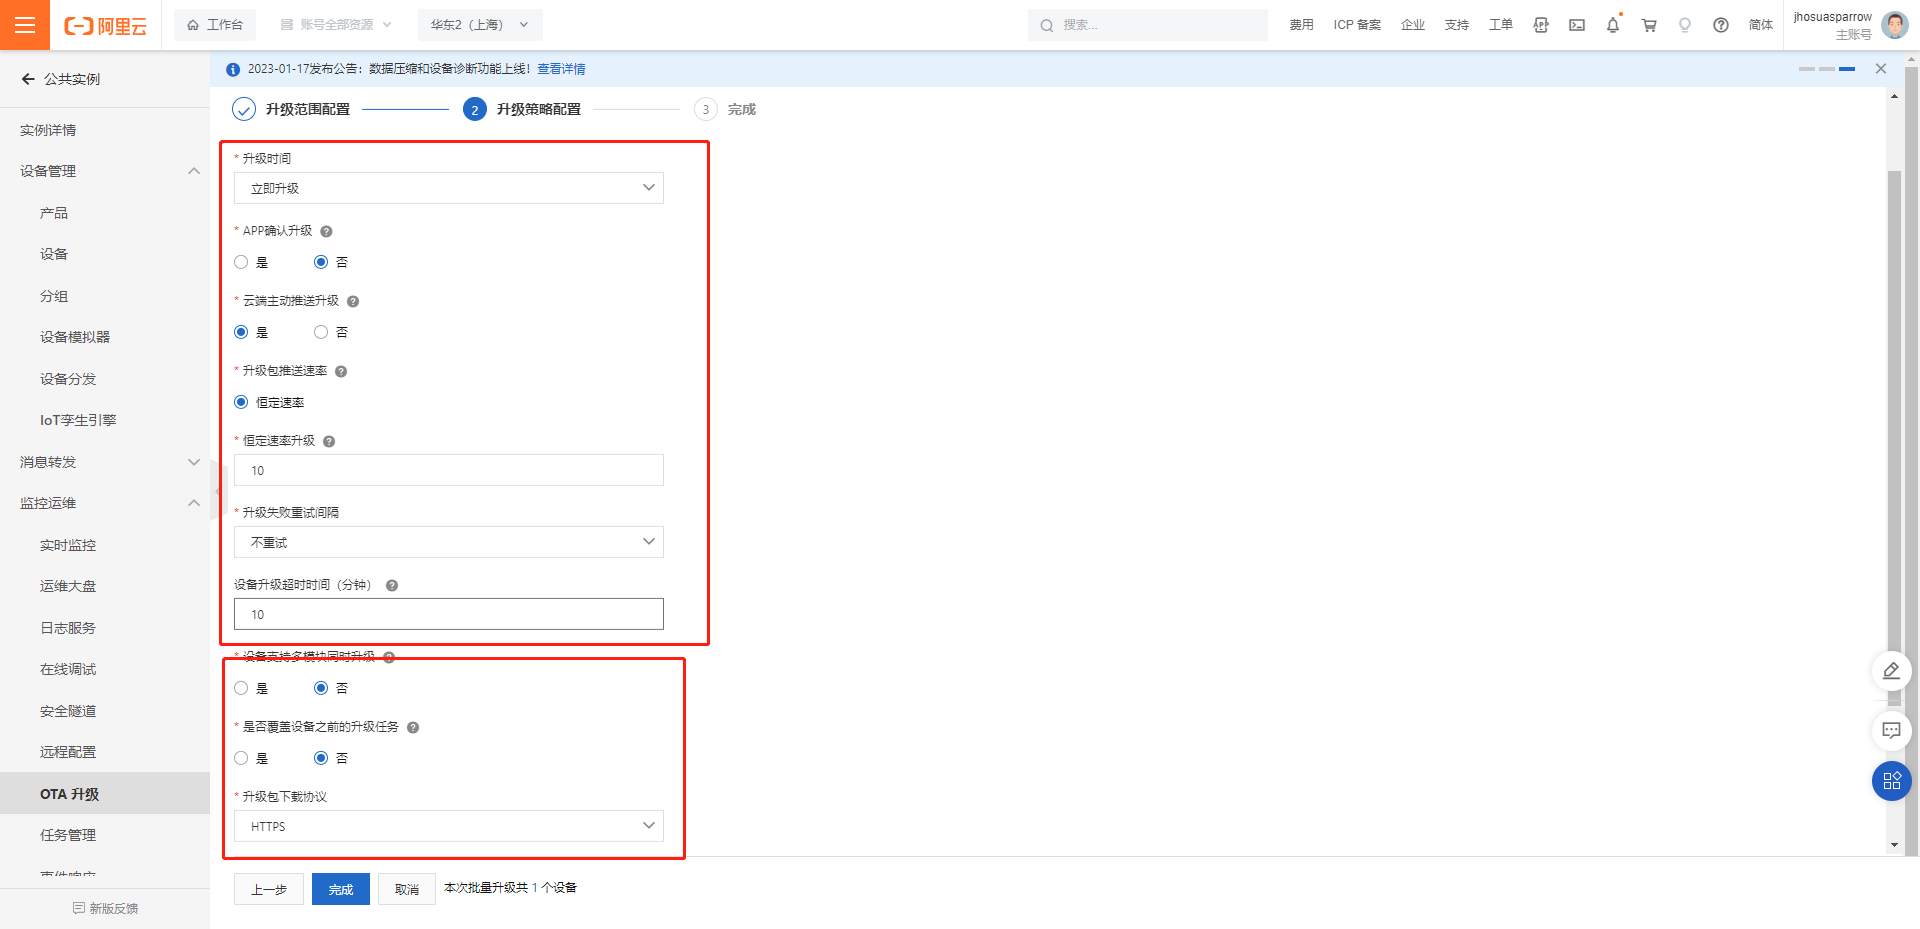 阿里云
工作台
账号全部资源
华东2（上海）
搜索...
费用
ICP 备案
企业
支持
工单
简体
jhosuasparrow
主账号
公共实例
实例详情
设备管理
产品
设备
分组
设备模拟器
设备分发
IoT孪生引擎
消息转发
监控运维
实时监控
运维大盘
日志服务
在线调试
安全隧道
远程配置
OTA 升级
任务管理
事件响应
新版反馈
2023-01-17发布公告：数据压缩和设备诊断功能上线！查看详情
升级范围配置
2 升级策略配置
3 完成
* 升级时间
立即升级
* APP确认升级
是 否
* 云端主动推送升级
是 否
* 升级包推送速率
恒定速率
* 恒定速率升级
10
* 升级失败重试间隔
不重试
设备升级超时时间（分钟）
10
* 设备支持多模块同时升级
是 否
* 是否覆盖设备之前的升级任务
是 否
* 升级包下载协议
HTTPS
上一步 完成 取消 本次批量升级共 1 个设备